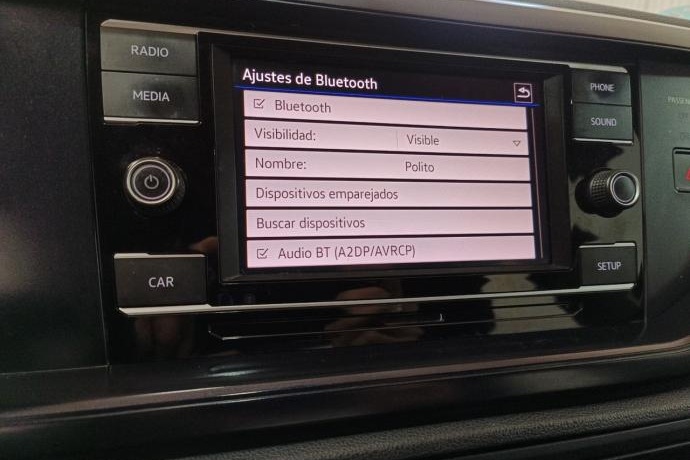 RADIO
MEDIA
CAR
Ajustes de Bluetooth
Bluetooth
Visibilidad: Visible
Nombre: Polito
Dispositivos emparejados
Buscar dispositivos
Audio BT (A2DP/AVRCP)
PHONE
SOUND
SETUP